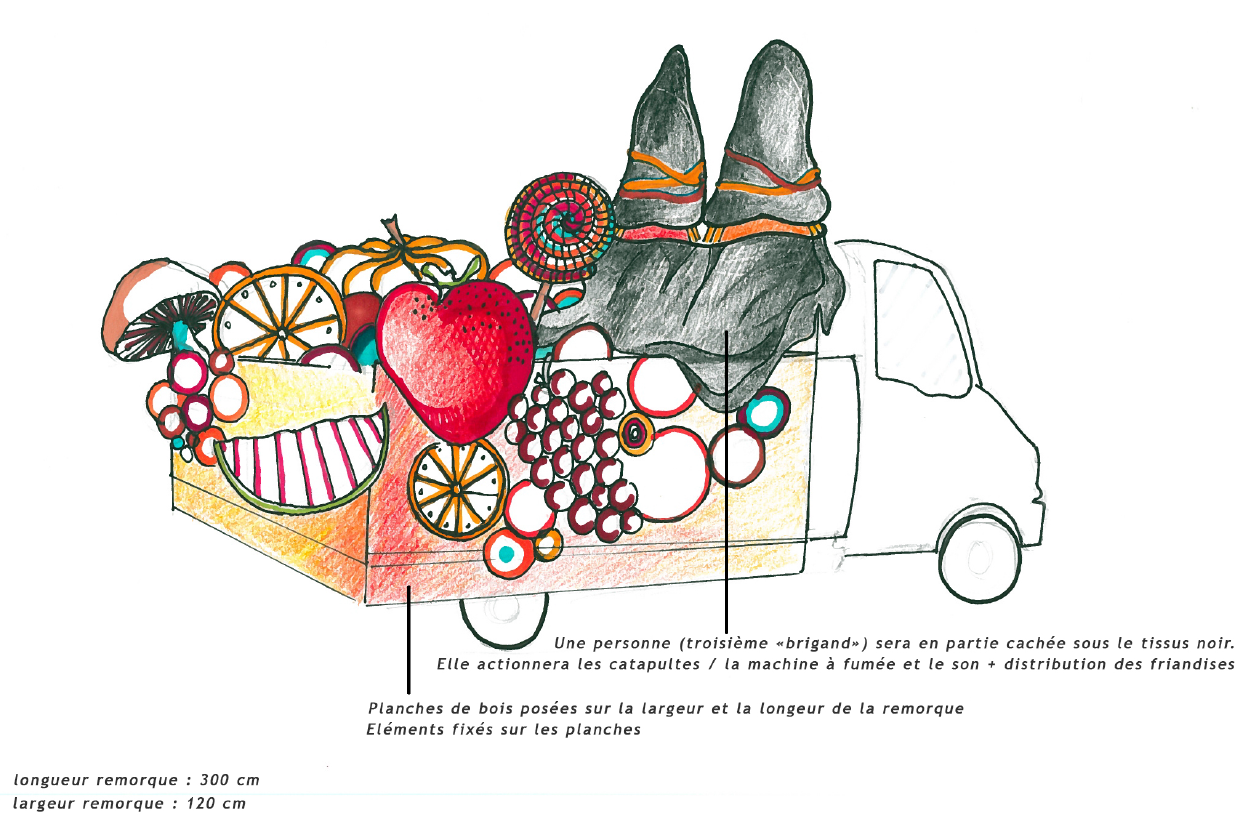 Une personne (troisième «brigand») sera en partie cachée sous le tissus noir.
Elle actionnera les catapultes / la machine à fumée et le son + distribution des friandises
Planches de bois posées sur la largeur et la longeur de la remorque
Eléments fixés sur les planches
longueur remorque : 300 cm
largeur remorque : 120 cm